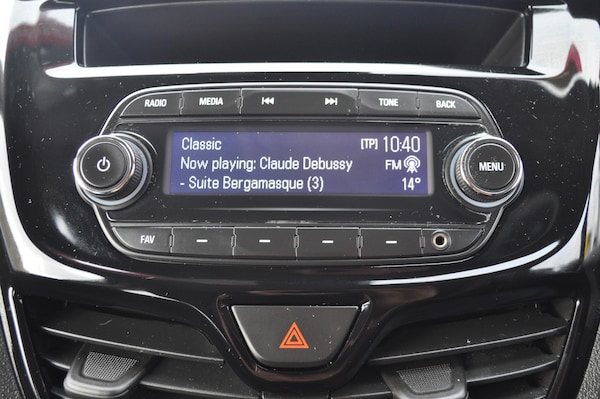 RADIO MEDIA TONE BACK
Classic [TP] 10:40
Now playing: Claude Debussy FM
- Suite Bergamasque (3) 14°
MENU
FAV